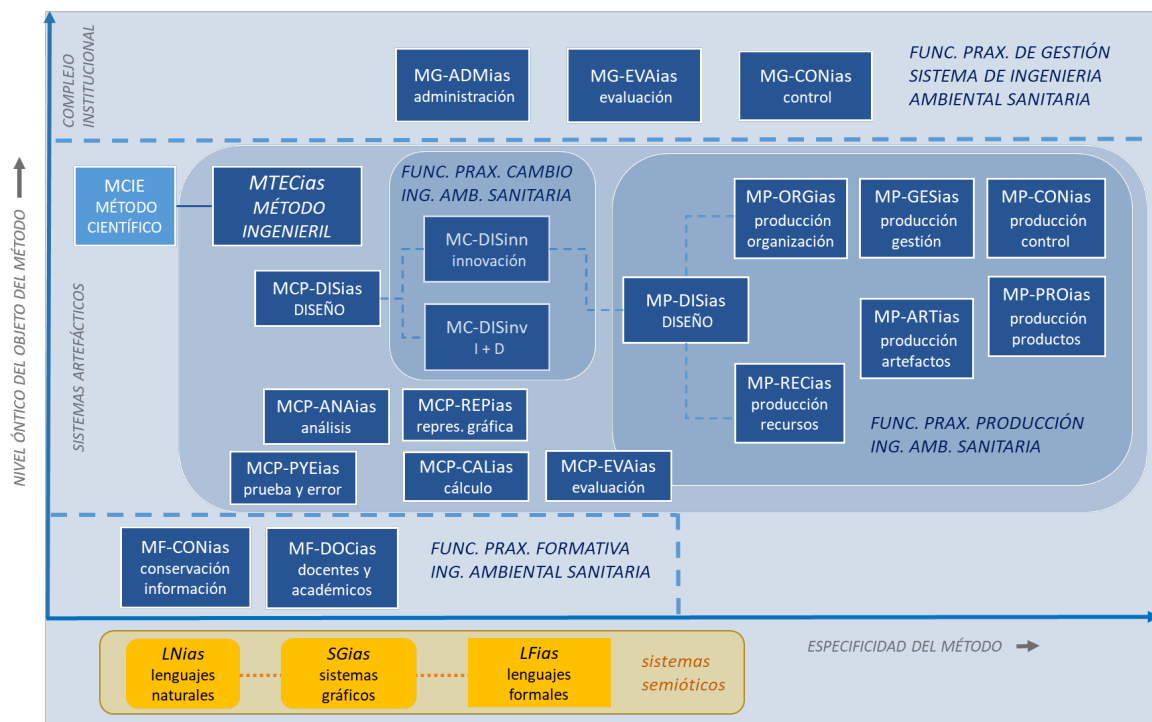 COMPLEJO
INSTITUCIONAL
MG-ADMias
administración
MG-EVAias
evaluación
MG-CONias
control
FUNC. PRAX. DE GESTIÓN
SISTEMA DE INGENIERIA
AMBIENTAL SANITARIA
NIVEL ÓNTICO DEL OBJETO DEL MÉTODO
SISTEMAS ARTEFÁCTICOS
MCIE
MÉTODO
CIENTÍFICO
MTECias
MÉTODO
INGENIERIL
FUNC. PRAX. CAMBIO
ING. AMB. SANITARIA
MC-DISinn
innovación
MCP-DISias
DISEÑO
MC-DISinv
I + D
MP-DISias
DISEÑO
MP-ORGias
producción
organización
MP-GESias
producción
gestión
MP-CONias
producción
control
MP-ARTias
producción
artefactos
MP-PROias
producción
productos
MP-RECias
producción
recursos
FUNC. PRAX. PRODUCCIÓN
ING. AMB. SANITARIA
MCP-ANAias
análisis
MCP-REPias
repres. gráfica
MCP-PYEias
prueba y error
MCP-CALias
cálculo
MCP-EVAias
evaluación
MF-CONias
conservación
información
MF-DOCias
docentes y
académicos
FUNC. PRAX. FORMATIVA
ING. AMBIENTAL SANITARIA
ESPECIFICIDAD DEL MÉTODO
LNias
lenguajes
naturales
SGias
sistemas
gráficos
LFias
lenguajes
formales
sistemas
semióticos